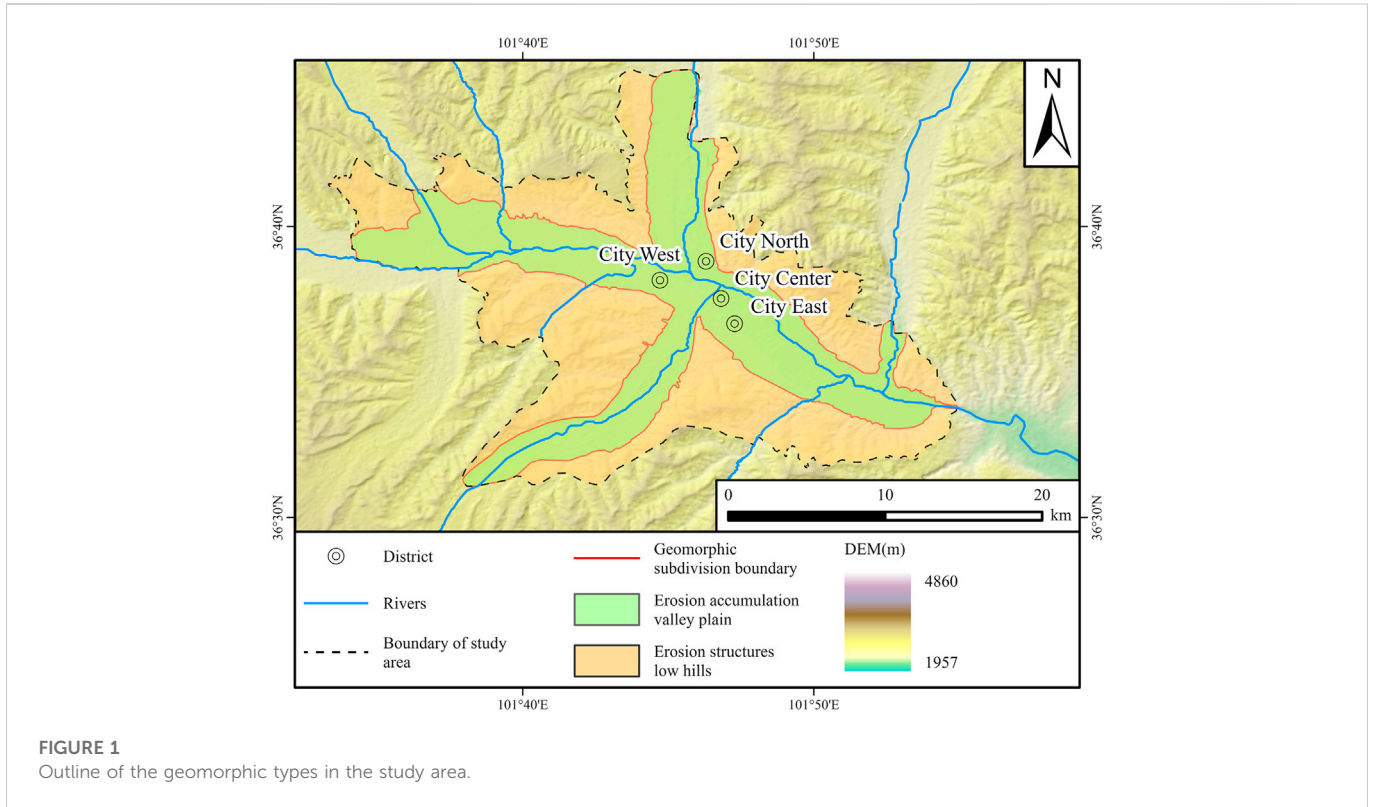 101°40'E
101°50'E
N
36°40'N
36°40'N
City North
City West
City Center
City East
0
10
20
km
36°30'N
36°30'N
District
Rivers
Boundary of study
area
Geomorphic
subdivision boundary
Erosion accumulation
valley plain
Erosion structures
low hills
DEM(m)
4860
1957
101°40'E
101°50'E
FIGURE 1
Outline of the geomorphic types in the study area.